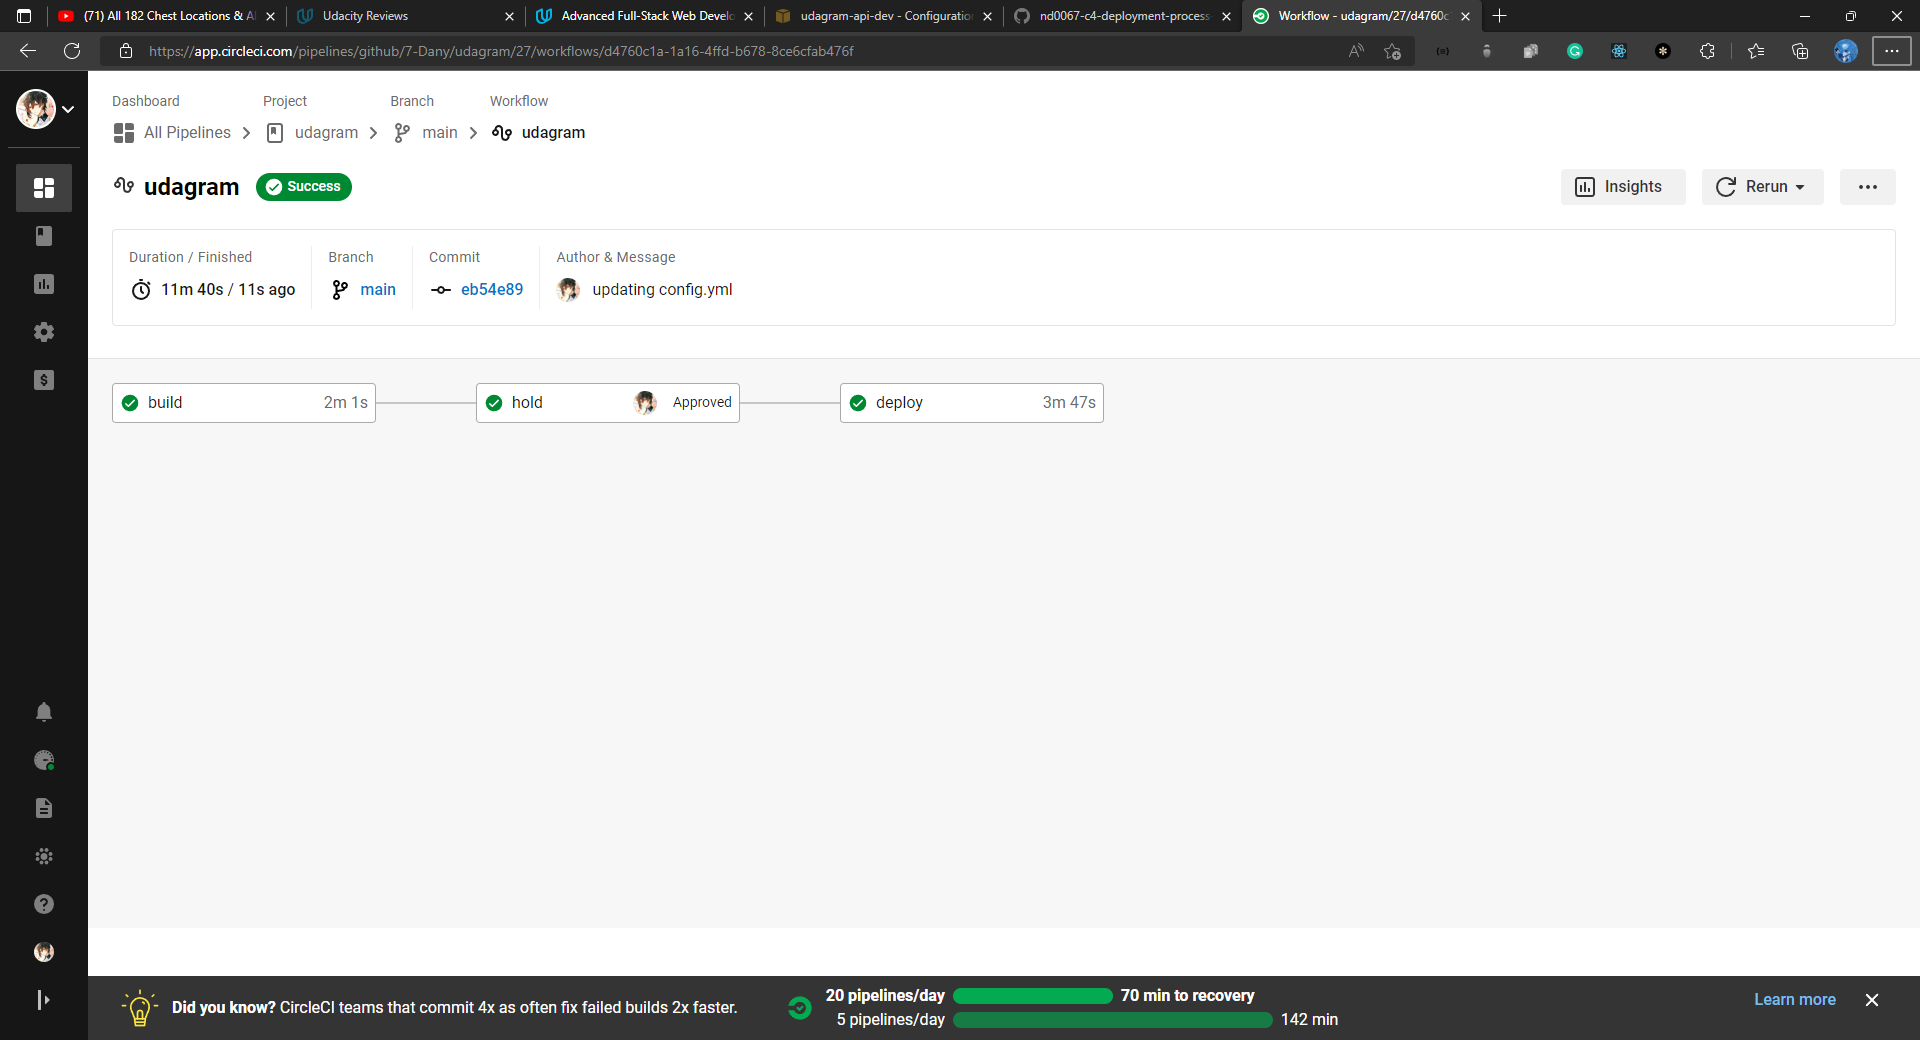 (71) All 182 Chest Locations & Al
Udacity Reviews
Advanced Full-Stack Web Develo
udagram-api-dev - Configuration
nd0067-c4-deployment-process-
Workflow - udagram/27/d4760c
https://app.circleci.com/pipelines/github/7-Dany/udagram/27/workflows/d4760c1a-1a16-4ffd-b678-8ce6cfab476f
Dashboard Project Branch Workflow
All Pipelines udagram main udagram
udagram Success Insights Rerun
Duration / Finished Branch Commit Author & Message
11m 40s / 11s ago main eb54e89 updating config.yml
build 2m 1s hold Approved deploy 3m 47s
Did you know? CircleCI teams that commit 4x as often fix failed builds 2x faster.
20 pipelines/day 70 min to recovery
5 pipelines/day 142 min
Learn more